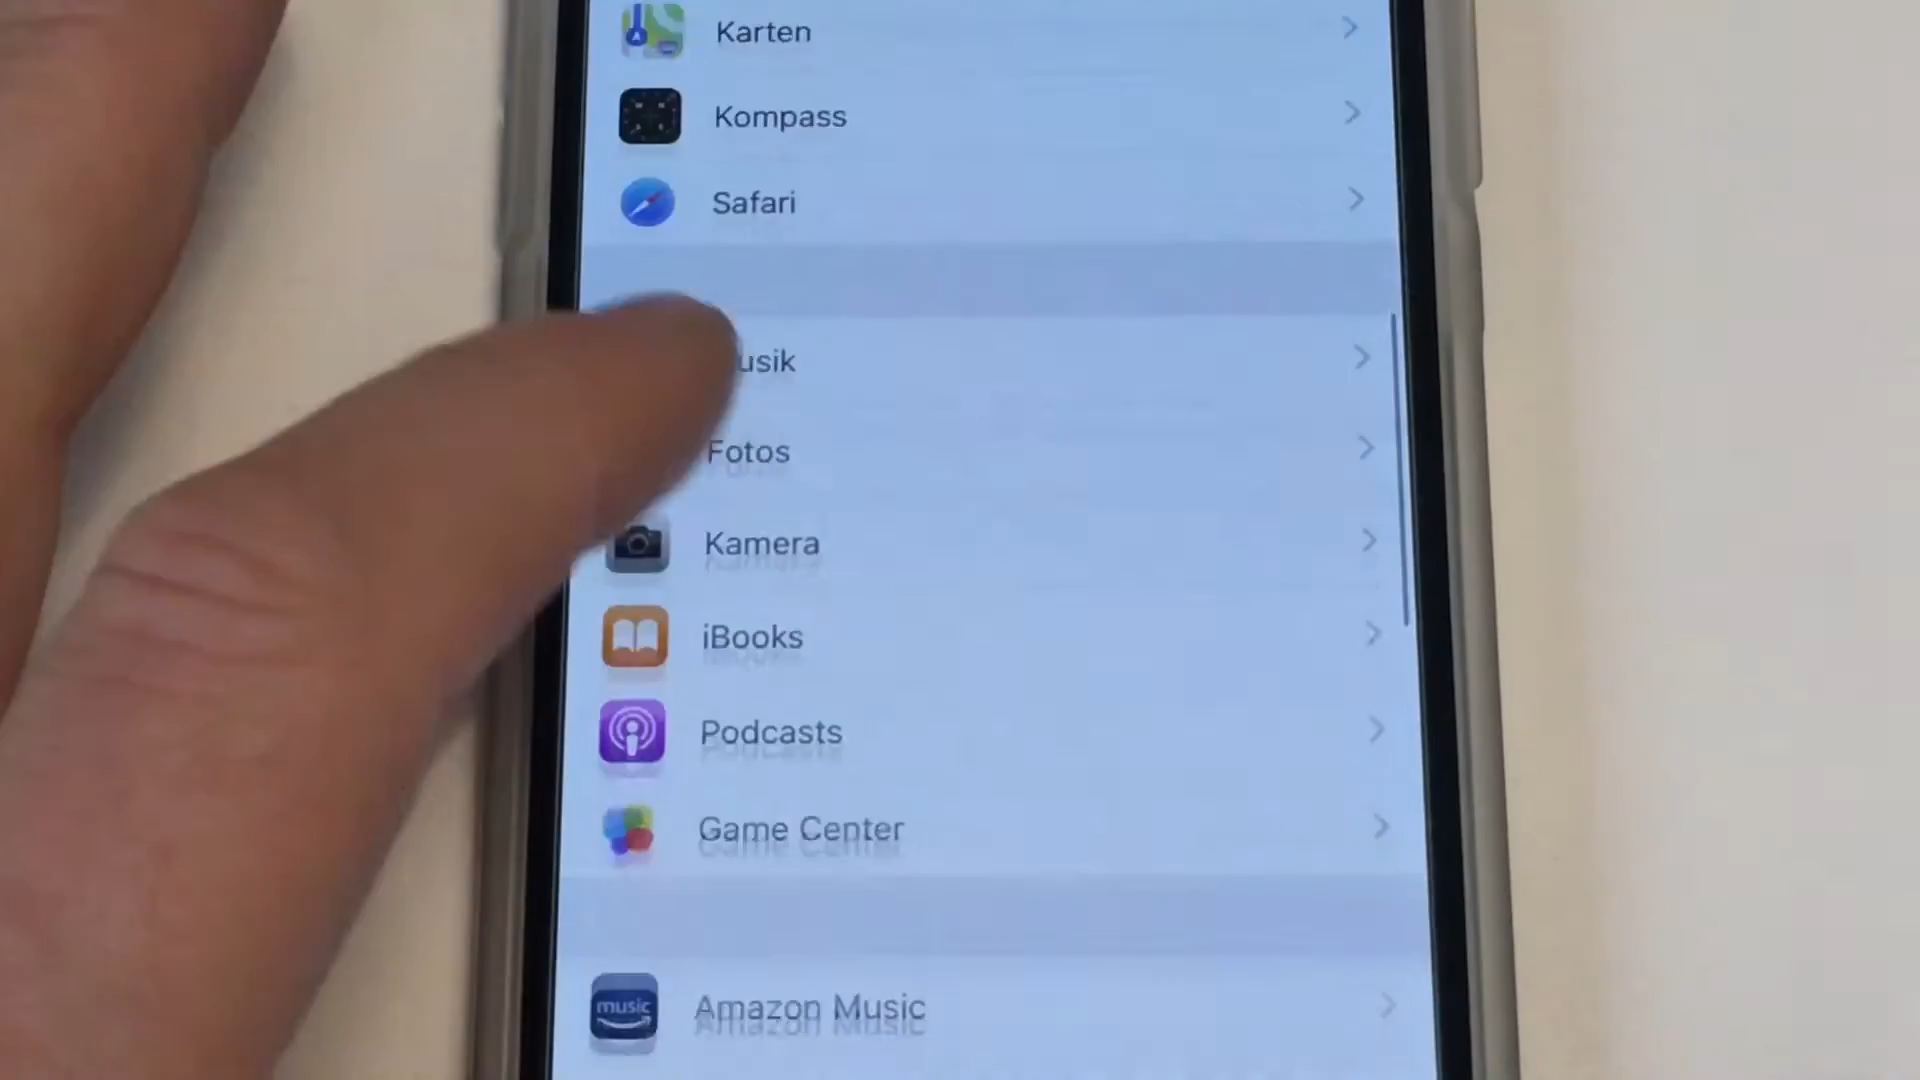 Karten
Kompass
Safari
usik
Fotos
Kamera
iBooks
Podcasts
Game Center
music
Amazon Music